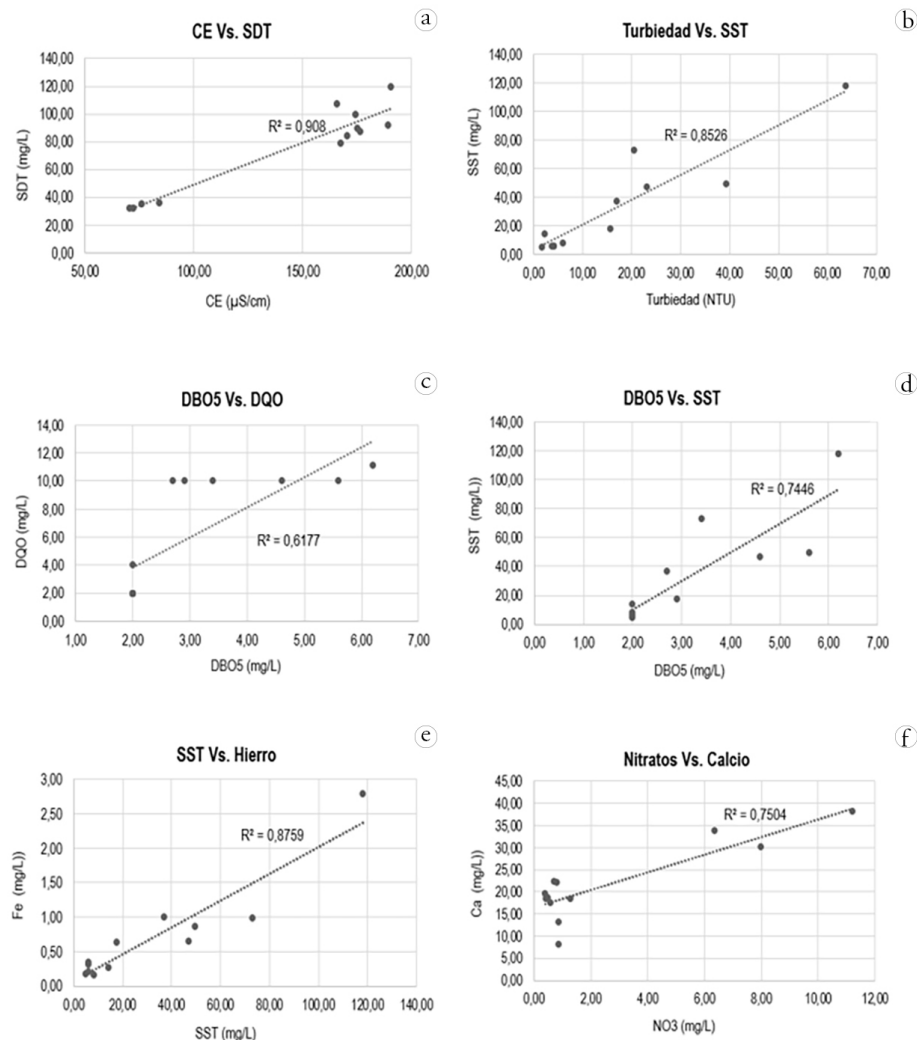 a
CE Vs. SDT
140,00
120,00
100,00
80,00
60,00
40,00
20,00
0,00
SDT (mg/L)
R² = 0,908
50,00 100,00 150,00 200,00
CE (µS/cm)
b
Turbiedad Vs. SST
140,00
120,00
100,00
80,00
60,00
40,00
20,00
0,00
SST (mg/L)
R² = 0,8526
0,00 10,00 20,00 30,00 40,00 50,00 60,00 70,00
Turbiedad (NTU)
c
DBO5 Vs. DQO
14,00
12,00
10,00
8,00
6,00
4,00
2,00
0,00
DQO (mg/L)
R² = 0,6177
1,00 2,00 3,00 4,00 5,00 6,00 7,00
DBO5 (mg/L)
d
DBO5 Vs. SST
140,00
120,00
100,00
80,00
60,00
40,00
20,00
0,00
SST (mg/L))
R² = 0,7446
0,00 1,00 2,00 3,00 4,00 5,00 6,00 7,00
DBO5 (mg/L)
e
SST Vs. Hierro
3,00
2,50
2,00
1,50
1,00
0,50
0,00
Fe (mg/L))
R² = 0,8759
0,00 20,00 40,00 60,00 80,00 100,00 120,00 140,00
SST (mg/L)
f
Nitratos Vs. Calcio
45,00
40,00
35,00
30,00
25,00
20,00
15,00
10,00
5,00
0,00
Ca (mg/L))
R² = 0,7504
0,00 2,00 4,00 6,00 8,00 10,00 12,00
NO3 (mg/L)